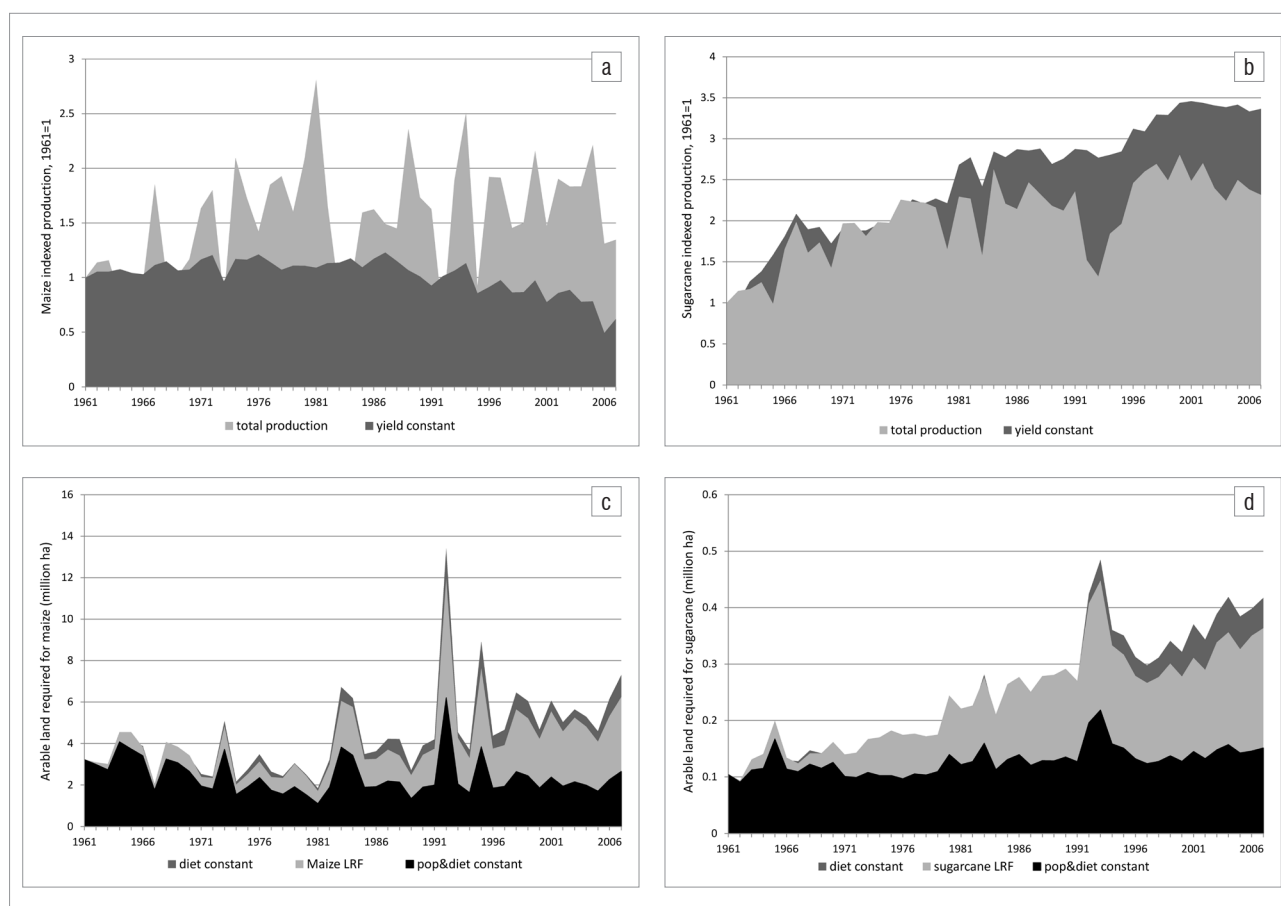 a
Maize indexed production, 1961=1
3
2.5
2
1.5
1
0.5
0
1961 1966 1971 1976 1981 1986 1991 1996 2001 2006
total production yield constant
b
Sugarcane indexed production, 1961=1
4
3.5
3
2.5
2
1.5
1
0.5
0
1961 1966 1971 1976 1981 1986 1991 1996 2001 2006
total production yield constant
c
Arable land required for maize (million ha)
16
14
12
10
8
6
4
2
0
1961 1966 1971 1976 1981 1986 1991 1996 2001 2006
diet constant Maize LRF pop&diet constant
d
Arable land required for sugarcane (million ha)
0.6
0.5
0.4
0.3
0.2
0.1
0
1961 1966 1971 1976 1981 1986 1991 1996 2001 2006
diet constant sugarcane LRF pop&diet constant